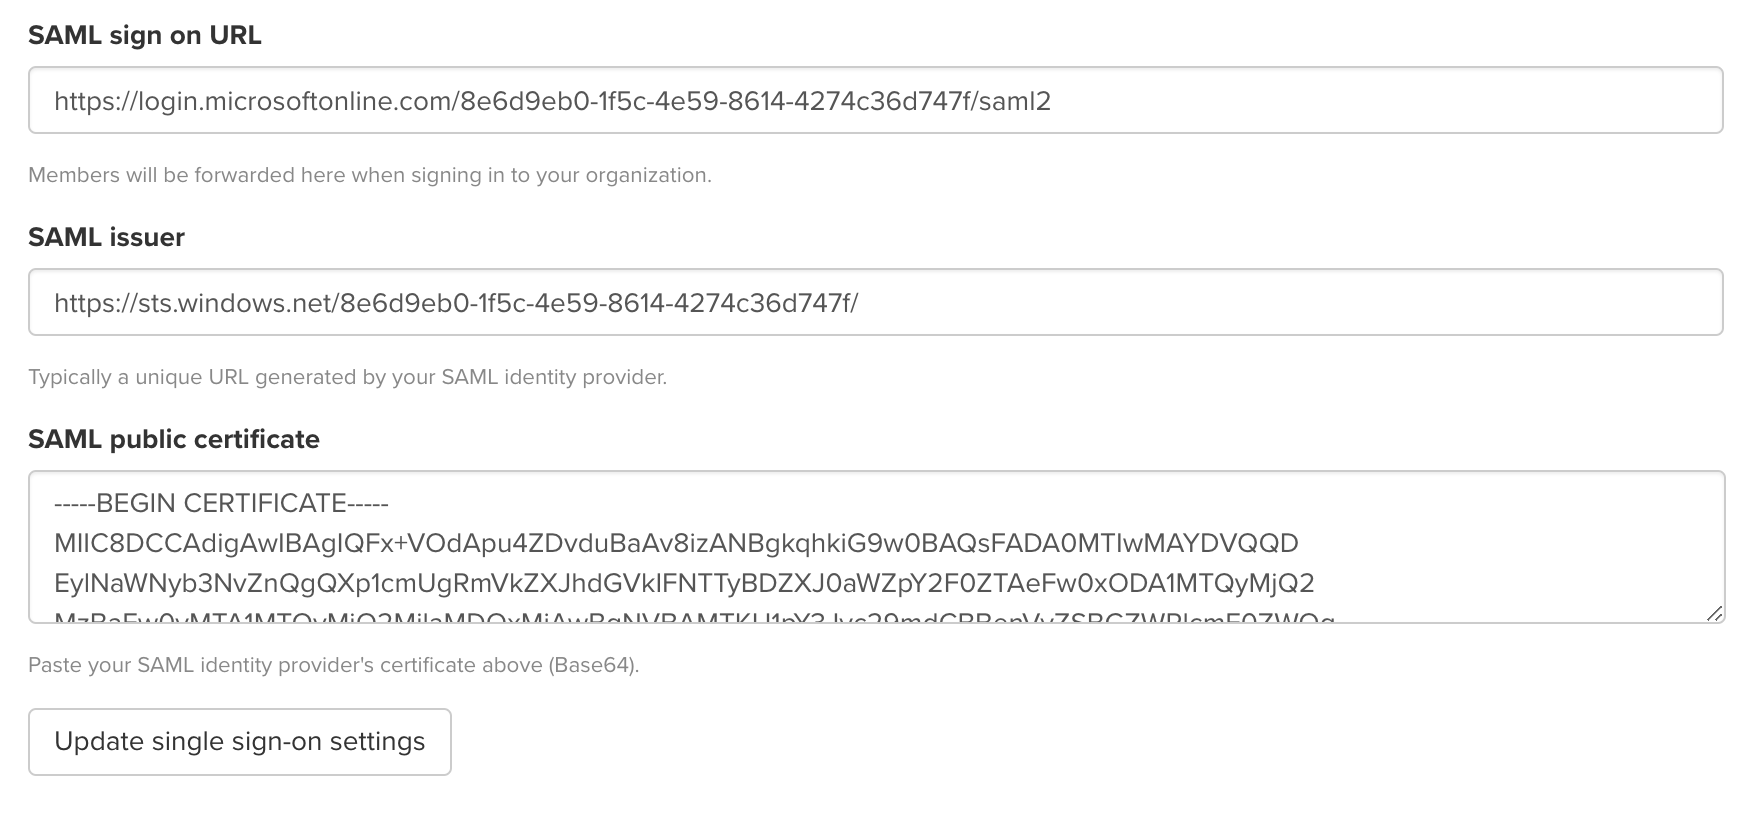 SAML sign on URL
https://login.microsoftonline.com/8e6d9eb0-1f5c-4e59-8614-4274c36d747f/saml2
Members will be forwarded here when signing in to your organization.
SAML issuer
https://sts.windows.net/8e6d9eb0-1f5c-4e59-8614-4274c36d747f/
Typically a unique URL generated by your SAML identity provider.
SAML public certificate
-----BEGIN CERTIFICATE-----
MIIC8DCCAdigAwIBAgIQFx+VOdApu4ZDvduBaAv8izANBgkqhkiG9w0BAQsFADA0MTIwMAYDVQQD
EylNaWNyb3NvZnQgQXp1cmUgRmVkZXJhdGVkIFNTTyBDZXJ0aWZpY2F0ZTAeFw0xODA1MTQyMjQ2
Paste your SAML identity provider's certificate above (Base64).
Update single sign-on settings